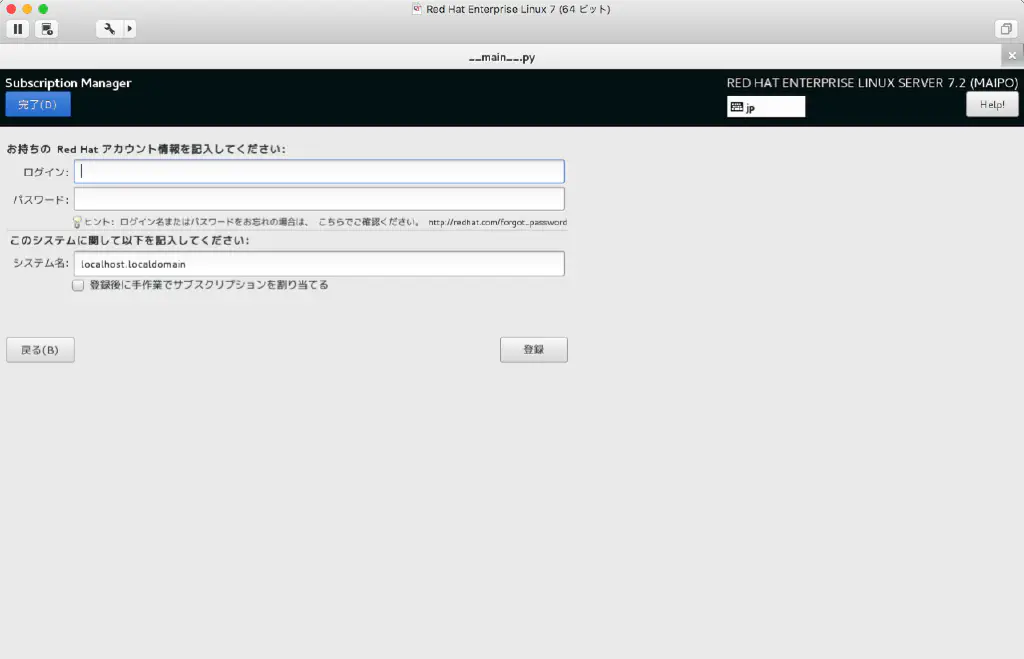 Red Hat Enterprise Linux 7 (64 ビット)
__main__.py
Subscription Manager
RED HAT ENTERPRISE LINUX SERVER 7.2 (MAIPO)
完了(D)
jp
Help!
お持ちの Red Hat アカウント情報を記入してください:
ログイン:
パスワード:
ヒント: ログイン名またはパスワードをお忘れの場合は、 こちらでご確認ください。 http://redhat.com/forgot_password
このシステムに関して以下を記入してください:
システム名: localhost.localdomain
登録後に手作業でサブスクリプションを割り当てる
戻る(B)
登録